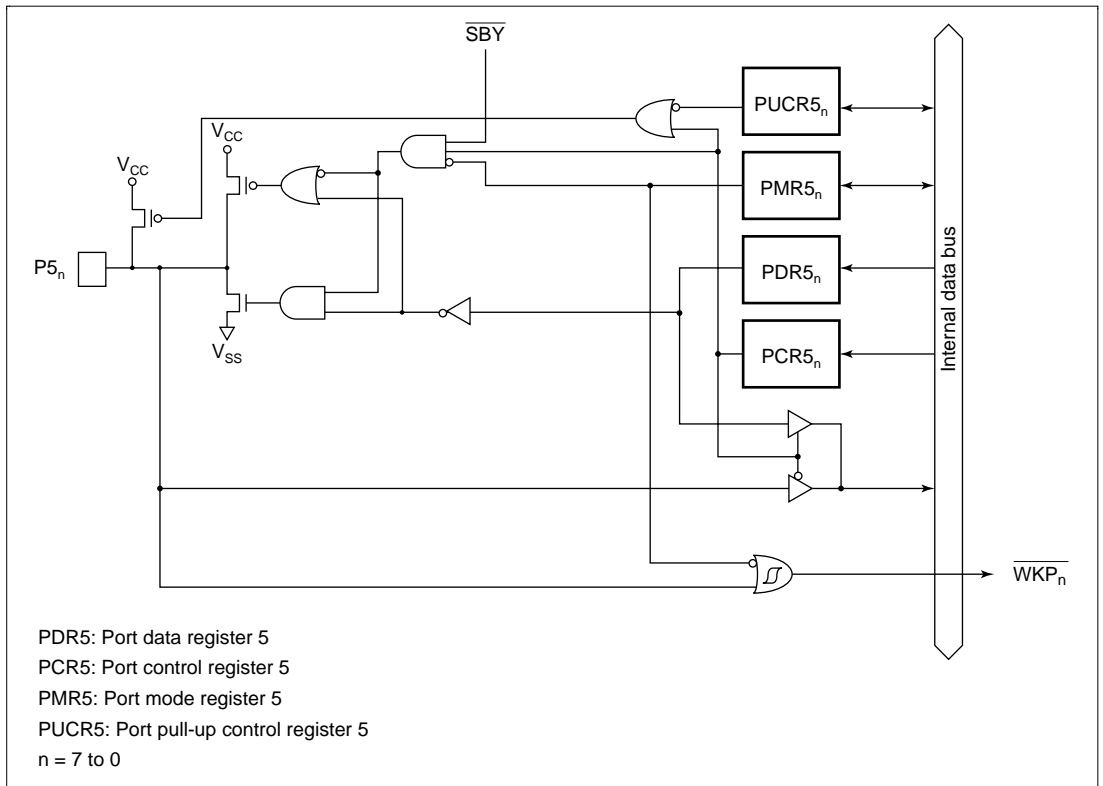 SBY
PUCR5n
VCC
VCC
PMR5n
P5n
PDR5n
VSS
PCR5n
Internal data bus
WKPn
PDR5: Port data register 5
PCR5: Port control register 5
PMR5: Port mode register 5
PUCR5: Port pull-up control register 5
n = 7 to 0